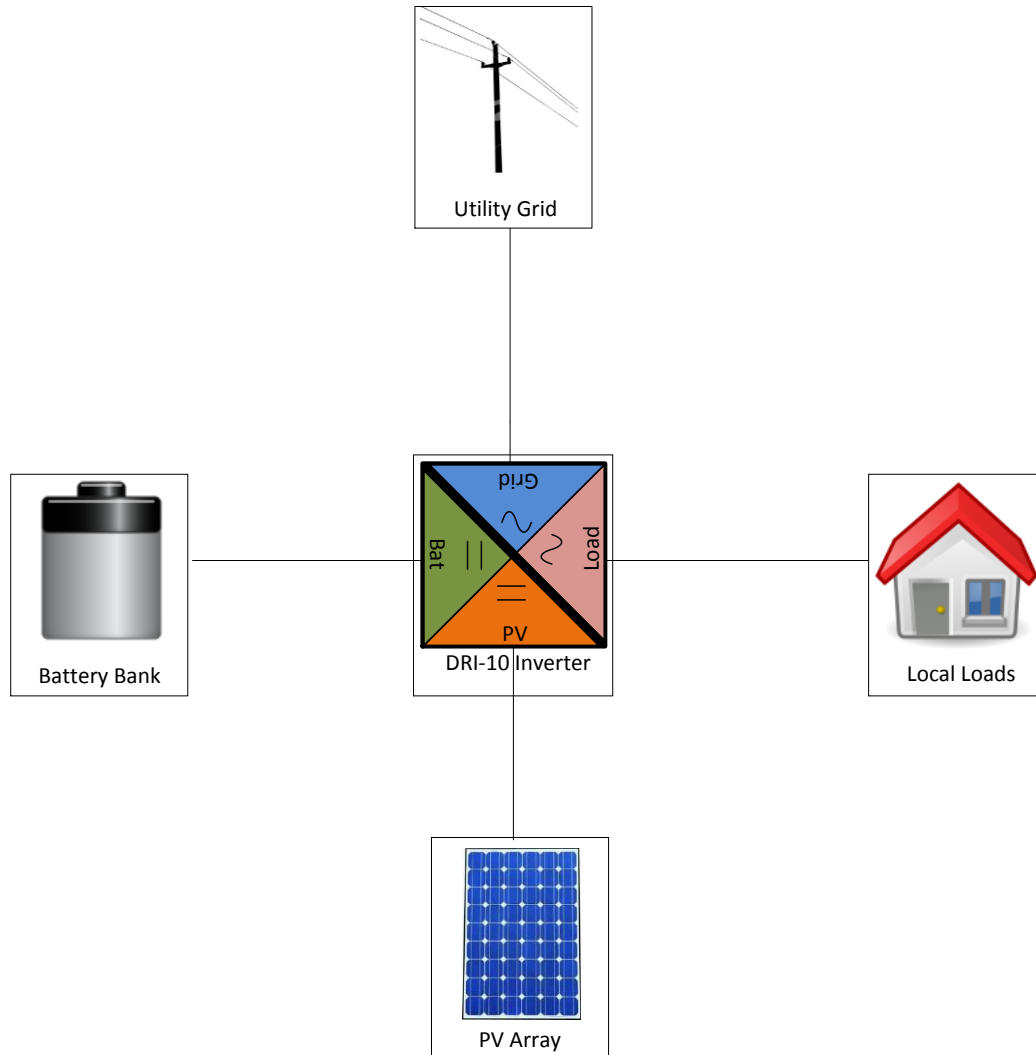 Utility Grid
Grid
Bat
Load
PV
DRI-10 Inverter
Battery Bank
Local Loads
PV Array